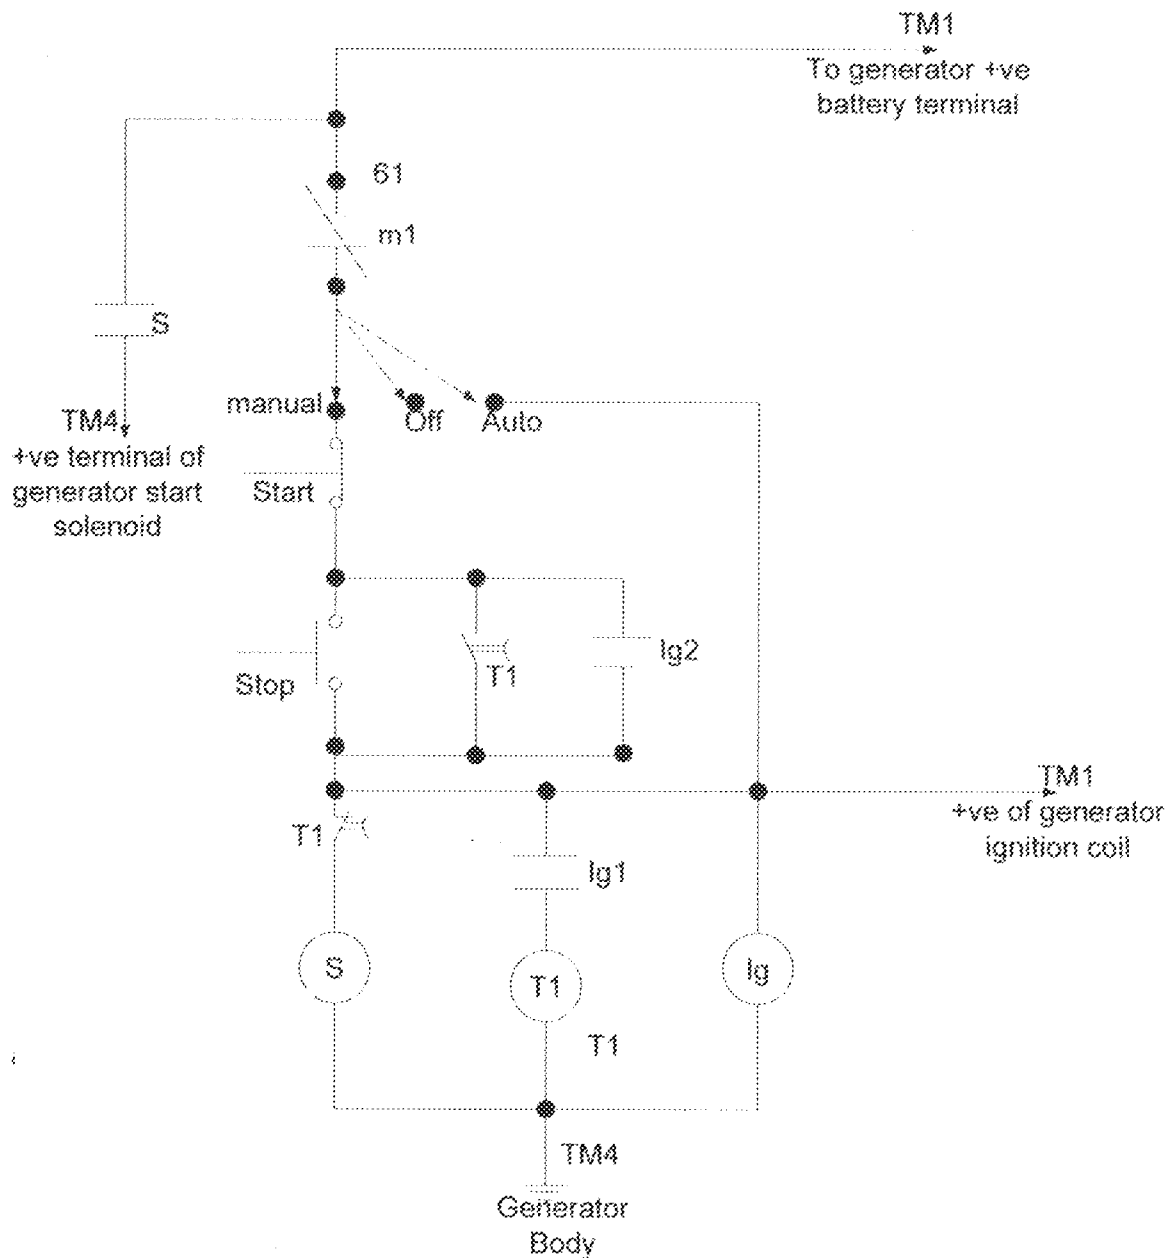 TM1
To generator +ve
battery terminal
61
m1
S
manual
Off
Auto
TM4
+ve terminal of
generator start
solenoid
Start
Stop
T1
Ig2
TM1
+ve of generator
ignition coil
T1
Ig1
S
T1
Ig
T1
TM4
Generator
Body